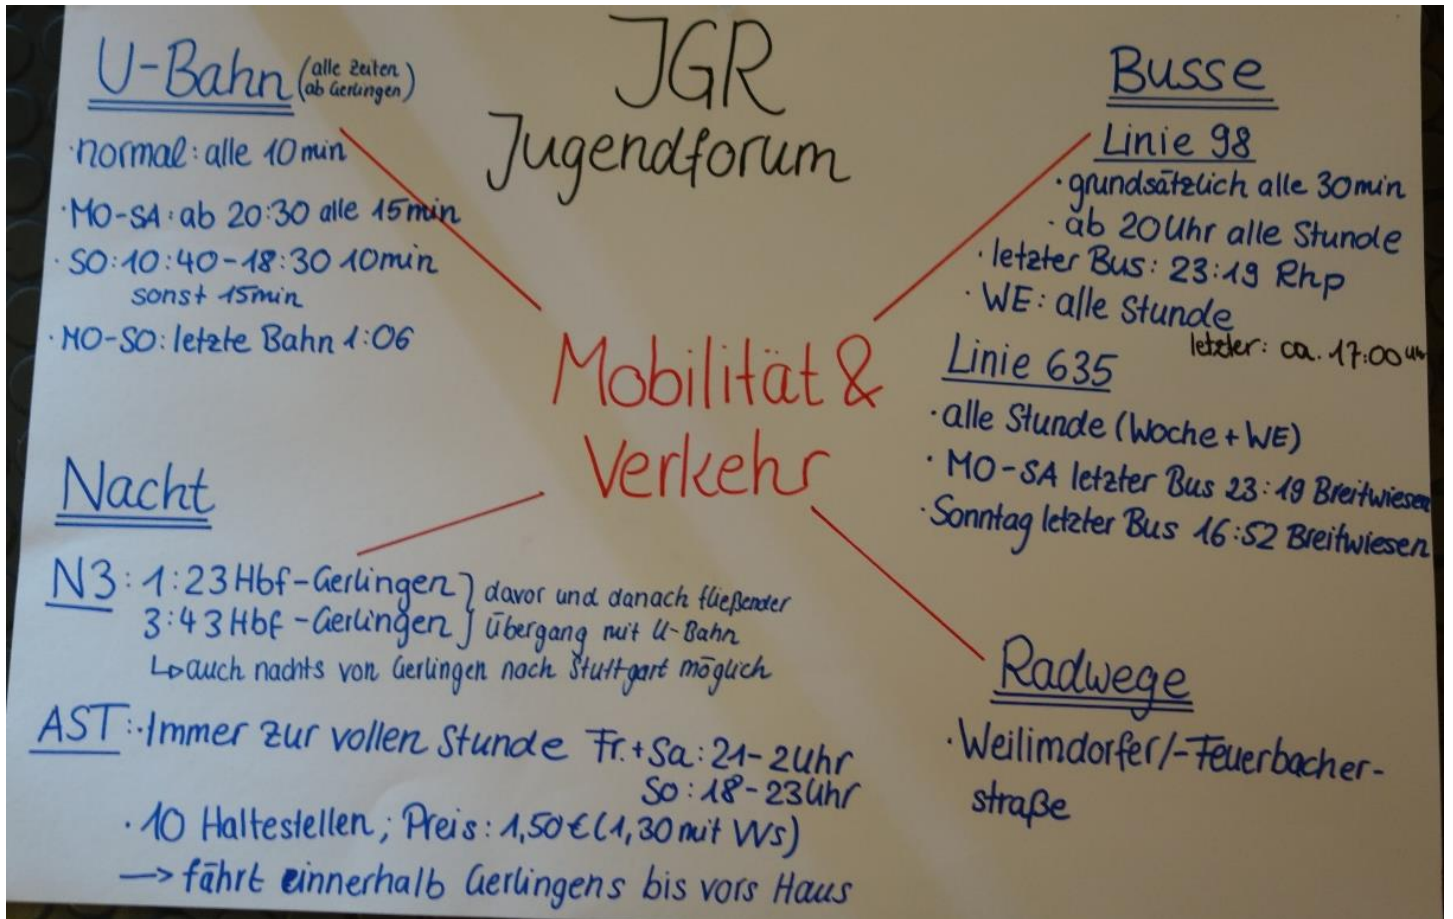 JGR
Jugendforum
Mobilität &
Verkehr
U-Bahn (alle Zeiten
ab Gerlingen)
· normal: alle 10 min
· MO-SA: ab 20:30 alle 15min
· SO: 10:40-18:30 10min
sonst 15min
· MO-SO: letzte Bahn 1:06
Busse
Linie 98
· grundsätzlich alle 30min
· ab 20 Uhr alle Stunde
· letzter Bus: 23:19 Rhp
· WE: alle Stunde
letzter: ca. 17:00 Uhr
Linie 635
· alle Stunde (Woche + WE)
· MO-SA letzter Bus 23:19 Breitwiesen
· Sonntag letzter Bus 16:52 Breitwiesen
Nacht
N3: 1:23 Hbf-Gerlingen } davor und danach fließender
3:43 Hbf-Gerlingen } Übergang mit U-Bahn
↳ auch nachts von Gerlingen nach Stuttgart möglich
AST: · Immer zur vollen Stunde Fr.+Sa: 21-2Uhr
So: 18-23Uhr
· 10 Haltestellen; Preis: 1,50€ (1,30 mit VVs)
→ fährt einnerhalb Gerlingens bis vors Haus
Radwege
· Weilimdorfer/-Feuerbacher-
straße